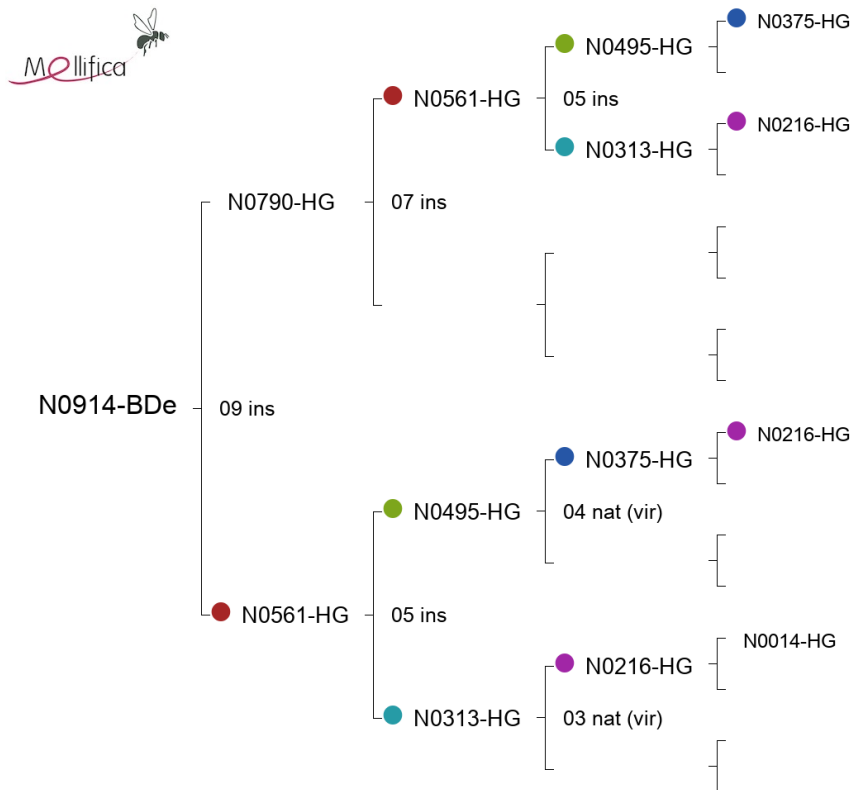 Mellifica
N0375-HG
N0495-HG
05 ins
N0561-HG
N0216-HG
N0313-HG
N0790-HG
07 ins
N0914-BDe
09 ins
N0216-HG
N0375-HG
N0495-HG
04 nat (vir)
N0561-HG
05 ins
N0014-HG
N0216-HG
N0313-HG
03 nat (vir)